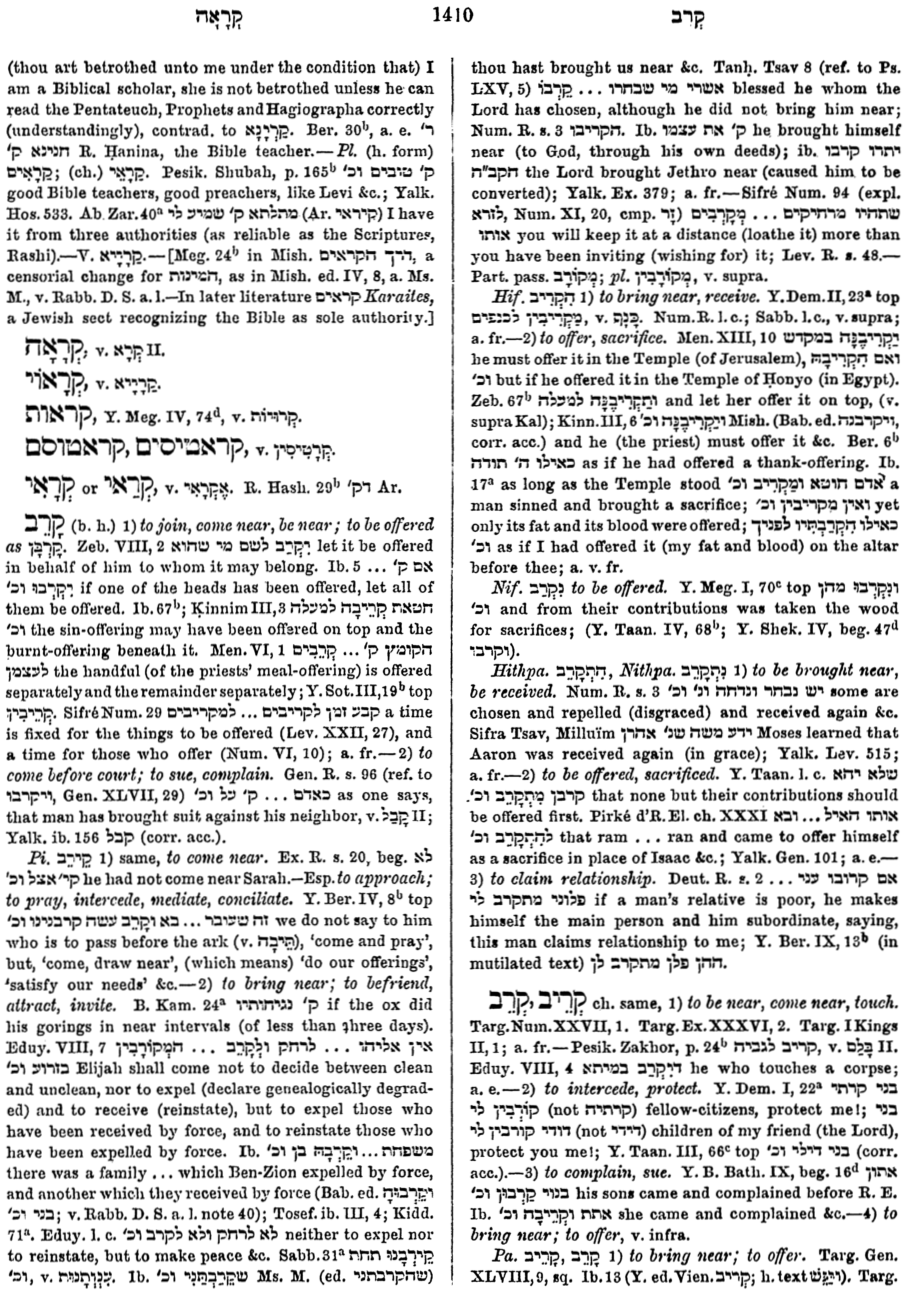 קָרָאָה
1410
קָרַב
(thou art betrothed unto me under the condition that) I
am a Biblical scholar, she is not betrothed unless he can
read the Pentateuch, Prophets and Hagiographa correctly
(understandingly), contrad. to קַרְיָנָא. Ber. 30ᵇ, a. e. ר'
חנינא ק' R. Ḥanina, the Bible teacher.—Pl. (h. form)
קָרָאִים; (ch.) קָרָאֵי. Pesik. Shubah, p. 165ᵇ ק' טובים וכ'
good Bible teachers, good preachers, like Levi &c.; Yalk.
Hos. 533. Ab. Zar. 40ᵃ מתלתא ק' שמיע לי (Ar. קיראי) I have
it from three authorities (as reliable as the Scriptures,
Rashi).—V. קַרְיָיא.—[Meg. 24ᵇ in Mish. דרך הקראים, a
censorial change for המינות, as in Mish. ed. IV, 8, a. Ms.
M., v. Rabb. D. S. a. l.—In later literature קראים Karaites,
a Jewish sect recognizing the Bible as sole authority.]
קְרָאָה, v. קְרָא II.
קְרָאוֹי, v. קַרְיָיא.
קראות, Y. Meg. IV, 74ᵈ, v. קְרוּיוֹת.
קראטיסים, קראטוסם, v. קַרְטֵיסִין.
קְרָאִי or קְרַאי, v. אַקְרָאִי. R. Hash. 29ᵇ דק' Ar.
קָרַב (b. h.) 1) to join, come near, be near; to be offered
as קָרְבָּן. Zeb. VIII, 2 יִקְרַב לשם מי שהוא let it be offered
in behalf of him to whom it may belong. Ib. 5 אם ק' ...
יִקְרְבוּ וכ' if one of the heads has been offered, let all of
them be offered. Ib. 67ᵇ; Ḳinnim III, 3 חטאת קְרֵיבָה למעלה
וכ' the sin-offering may have been offered on top and the
burnt-offering beneath it. Men. VI, 1 הקומץ ק' ... קְרֵבִים
לעצמן the handful (of the priests' meal-offering) is offered
separately and the remainder separately; Y. Sot. III, 19ᵇ top
קְרֵיבִין. Sifré Num. 29 קבע זמן לקריבים ... למקריבים a time
is fixed for the things to be offered (Lev. XXII, 27), and
a time for those who offer (Num. VI, 10); a. fr.—2) to
come before court; to sue, complain. Gen. R. s. 96 (ref. to
ויקרבו, Gen. XLVII, 29) כאדם ... ק' על וכ' as one says,
that man has brought suit against his neighbor, v. קָבַל II;
Yalk. ib. 156 קבל (corr. acc.).
Pi. קֵירֵב 1) same, to come near. Ex. R. s. 20, beg. לא
קי' אצל וכ' he had not come near Sarah.—Esp. to approach;
to pray, intercede, mediate, conciliate. Y. Ber. IV, 8ᵇ top
זה שעובר ... בא וקָרֵב עשה קרבנינו וכ' we do not say to him
who is to pass before the ark (v. תֵּיבָה), 'come and pray',
but, 'come, draw near', (which means) 'do our offerings',
'satisfy our needs' &c.—2) to bring near; to befriend,
attract, invite. B. Kam. 24ᵃ ק' נגיחותיו if the ox did
his gorings in near intervals (of less than three days).
Eduy. VIII, 7 אין אליהו ... לרחק ולְקָרֵב ... המקורבין
בזרוע וכ' Elijah shall come not to decide between clean
and unclean, nor to expel (declare genealogically degrad-
ed) and to receive (reinstate), but to expel those who
have been received by force, and to reinstate those who
have been expelled by force. Ib. משפחת ... וקֵרְבָהּ בן וכ'
there was a family ... which Ben-Zion expelled by force,
and another which they received by force (Bab. ed. וקֵרְבוּהָ
בני וכ'; v. Rabb. D. S. a. l. note 40); Tosef. ib. III, 4; Kidd.
71ᵃ. Eduy. l. c. לא לרחק ולא לקרב וכ' neither to expel nor
to reinstate, but to make peace &c. Sabb. 31ᵃ קֵירְבָנוּ תחת
וכ', v. עִנְוְתָנוּת. Ib. שקֵרַבְתַּנִי וכ' Ms. M. (ed. שהקרבתני)
thou hast brought us near &c. Tanḥ. Tsav 8 (ref. to Ps.
LXV, 5) אשרי מי שבחרו ... קֵרְבוֹ blessed he whom the
Lord has chosen, although he did not bring him near;
Num. R. s. 3 הקריבו. Ib. ק' את עצמו he brought himself
near (to God, through his own deeds); ib. יתרו קרבו
הקב"ה the Lord brought Jethro near (caused him to be
converted); Yalk. Ex. 379; a. fr.—Sifré Num. 94 (expl.
לזרא, Num. XI, 20, cmp. זָר) שתהיו מרחיקים ... מְקָרְבִים
אותו you will keep it at a distance (loathe it) more than
you have been inviting (wishing for) it; Lev. R. s. 48.—
Part. pass. מְקוֹרָב; pl. מְקוֹרָבִין, v. supra.
Hif. הִקְרִיב 1) to bring near, receive. Y. Dem. II, 23ᵃ top
מַקְרִיבִין לכנפים, v. כָּנָף. Num. R. l. c.; Sabb. l. c., v. supra;
a. fr.—2) to offer, sacrifice. Men. XIII, 10 יַקְרִיבֶנָּה במקדש
he must offer it in the Temple (of Jerusalem), ואם הִקְרִיבָהּ
וכ' but if he offered it in the Temple of Ḥonyo (in Egypt).
Zeb. 67ᵇ ותַקְרִיבֶנָּה למעלה and let her offer it on top, (v.
supra Kal); Kinn. III, 6 ויַקְרִיבֶנָּה וכ' Mish. (Bab. ed. ויקרבנה,
corr. acc.) and he (the priest) must offer it &c. Ber. 6ᵇ
כאילו ה' תודה as if he had offered a thank-offering. Ib.
17ᵃ as long as the Temple stood אדם חוטא ומַקְרִיב וכ' a
man sinned and brought a sacrifice; ואין מקריבין וכ' yet
only its fat and its blood were offered; כאילו הִקְרַבְתִּיו לפניך
וכ' as if I had offered it (my fat and blood) on the altar
before thee; a. v. fr.
Nif. נִקְרַב to be offered. Y. Meg. I, 70ᶜ top ונִקְרְבוּ מהן
וכ' and from their contributions was taken the wood
for sacrifices; (Y. Taan. IV, 68ᵇ; Y. Shek. IV, beg. 47ᵈ
וקרבו).
Hithpa. הִתְקָרֵב, Nithpa. נִתְקָרֵב 1) to be brought near,
be received. Num. R. s. 3 יש נבחר ונדחה ונ' וכ' some are
chosen and repelled (disgraced) and received again &c.
Sifra Tsav, Milluïm ידע משה שנ' אהרן Moses learned that
Aaron was received again (in grace); Yalk. Lev. 515;
a. fr.—2) to be offered, sacrificed. Y. Taan. l. c. שלא יהא
קרבן מִתְקָרֵב וכ' that none but their contributions should
be offered first. Pirké d'R. El. ch. XXXI אותו האיל ... ובא
להִתְקָרֵב וכ' that ram ... ran and came to offer himself
as a sacrifice in place of Isaac &c.; Yalk. Gen. 101; a. e.—
3) to claim relationship. Deut. R. s. 2 אם קרובו עני ...
פלוני מתקרב לי if a man's relative is poor, he makes
himself the main person and him subordinate, saying,
this man claims relationship to me; Y. Ber. IX, 13ᵇ (in
mutilated text) ההן פלן מתקרב לן.
קְרֵיב, קְרֵב ch. same, 1) to be near, come near, touch.
Targ. Num. XXVII, 1. Targ. Ex. XXXVI, 2. Targ. I Kings
II, 1; a. fr.—Pesik. Zakhor, p. 24ᵇ קריב לגביה, v. בָּלַם II.
Eduy. VIII, 4 דיִקְרַב במיתא he who touches a corpse;
a. e.—2) to intercede, protect. Y. Dem. I, 22ᵃ בני קרתי
קוֹרְבִין לי (not קרתיה) fellow-citizens, protect me!; בני
דודי קורבין לי (not דידי) children of my friend (the Lord),
protect you me!; Y. Taan. III, 66ᶜ top בני דילי וכ' (corr.
acc.).—3) to complain, sue. Y. B. Bath. IX, beg. 16ᵈ אתון
בנוי קָרְבוּן וכ' his sons came and complained before R. E.
Ib. אתת וקְרֵיבָה וכ' she came and complained &c.—4) to
bring near; to offer, v. infra.
Pa. קָרֵב, קָרֵיב 1) to bring near; to offer. Targ. Gen.
XLVIII, 9, sq. Ib. 13 (Y. ed. Vien. קריב; h. text וַיַּגֵּשׁ). Targ.